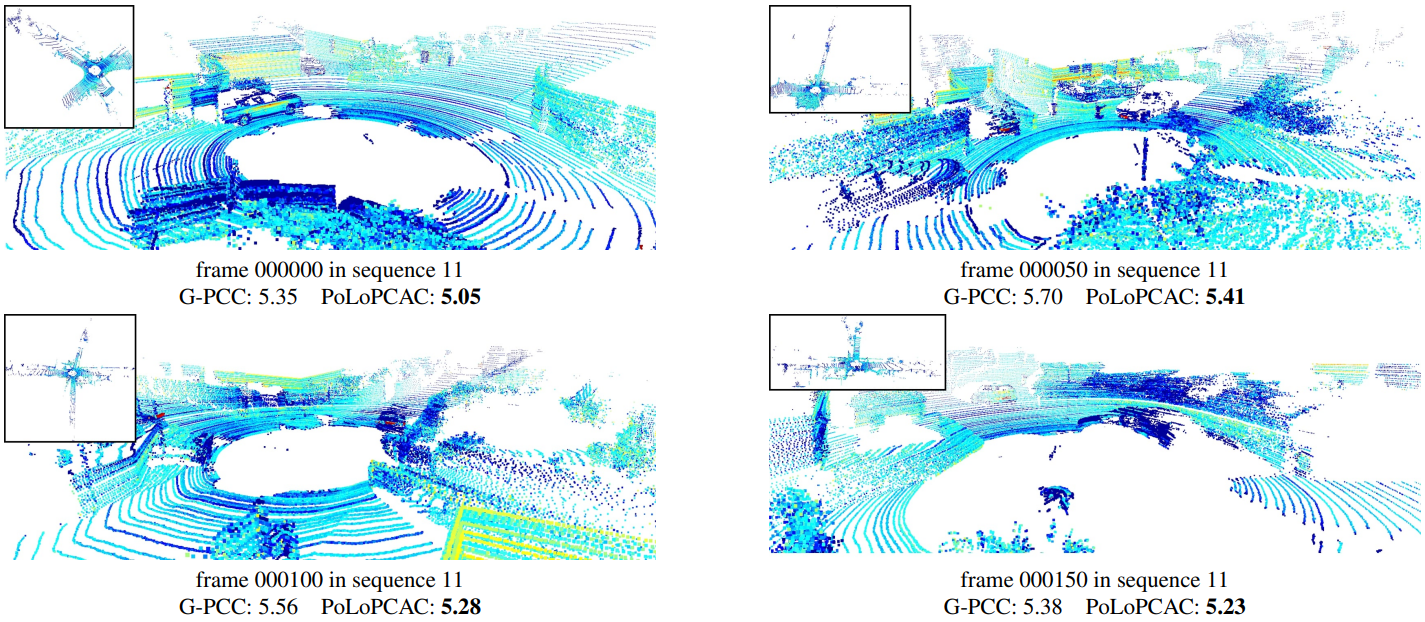 frame 000000 in sequence 11
G-PCC: 5.35 PoLoPCAC: 5.05
frame 000050 in sequence 11
G-PCC: 5.70 PoLoPCAC: 5.41
frame 000100 in sequence 11
G-PCC: 5.56 PoLoPCAC: 5.28
frame 000150 in sequence 11
G-PCC: 5.38 PoLoPCAC: 5.23